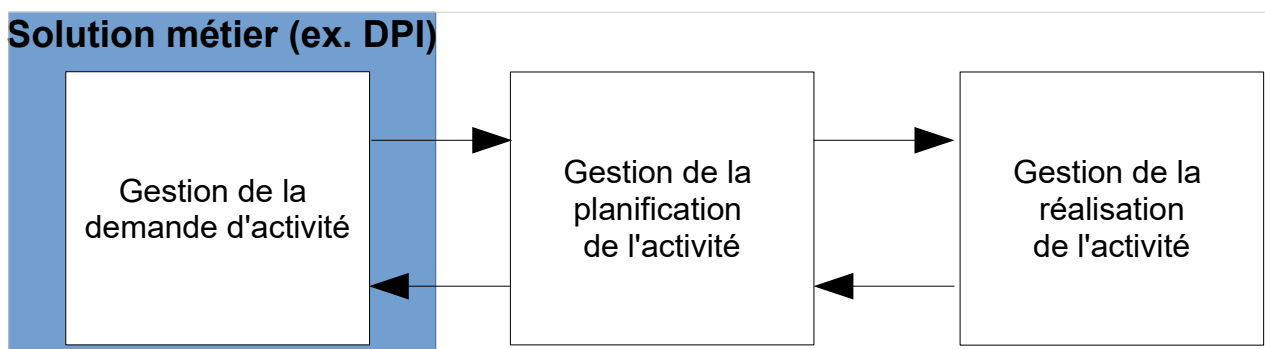 Solution métier (ex. DPI)
Gestion de la
demande d'activité
Gestion de la
planification
de l'activité
Gestion de la
réalisation
de l'activité